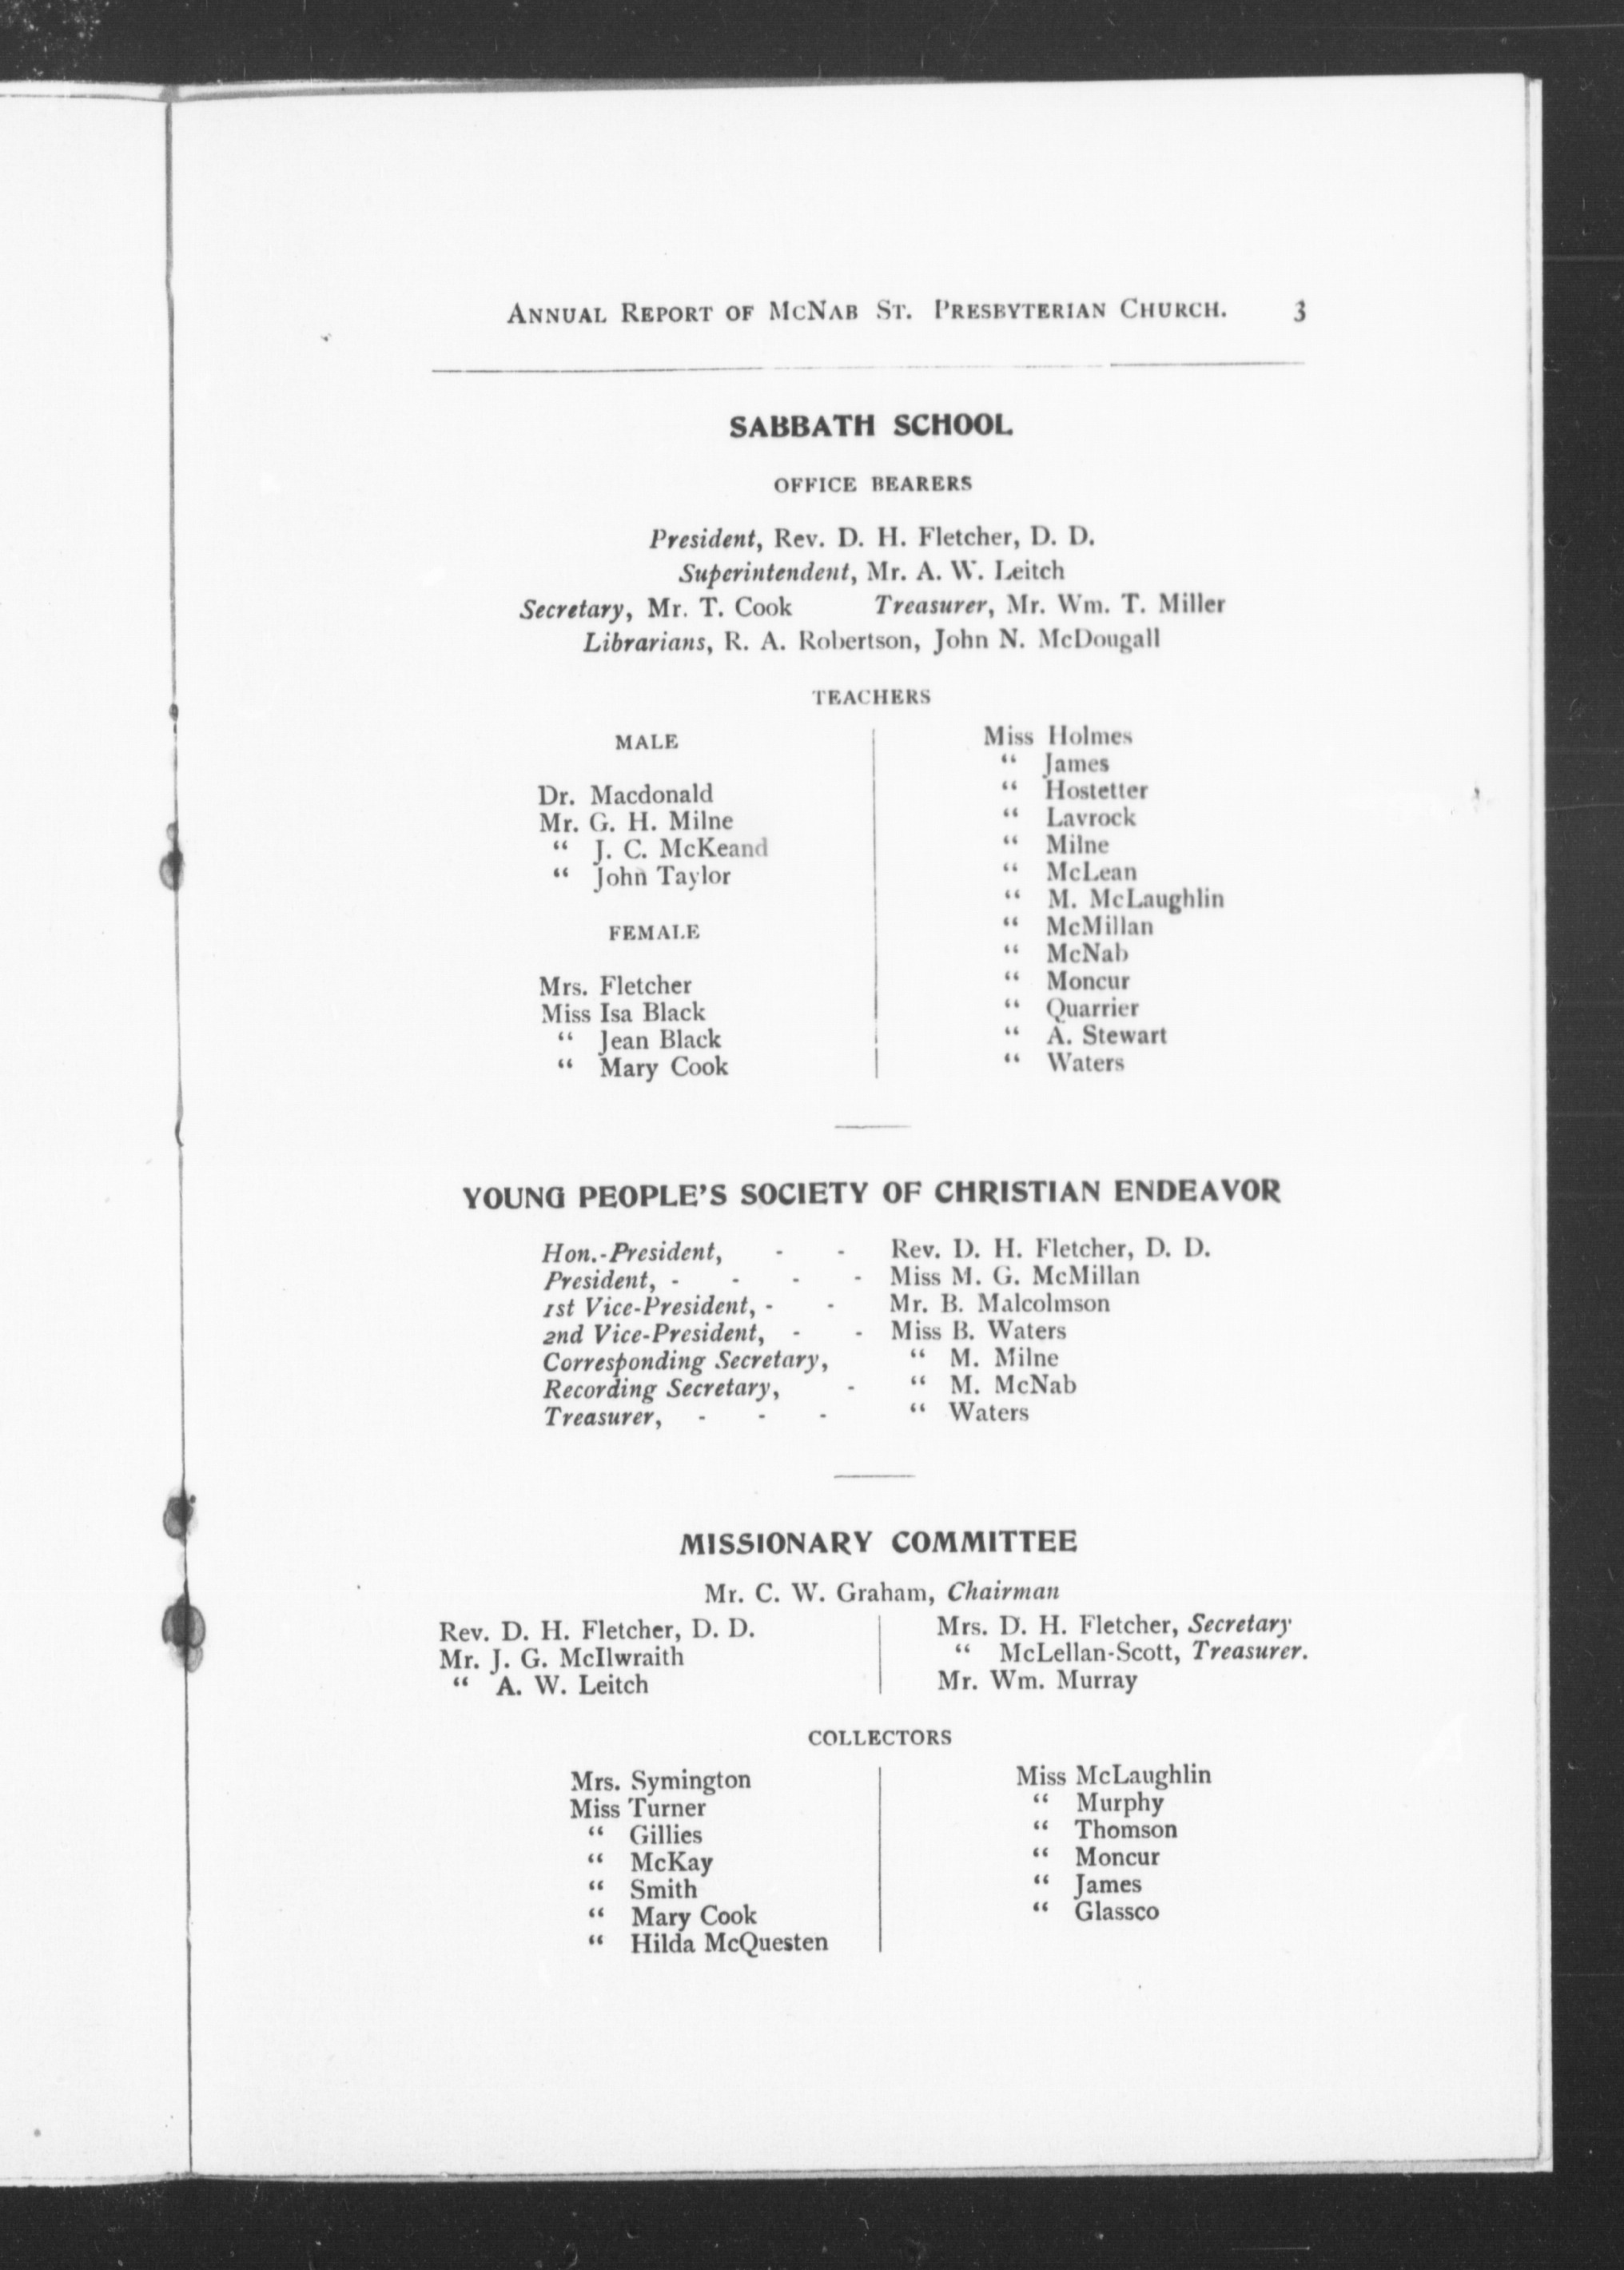 ANNUAL REPORT OF MCNAB ST. PRESBYTERIAN CHURCH. 3
SABBATH SCHOOL
OFFICE BEARERS
President, Rev. D. H. Fletcher, D. D.
Superintendent, Mr. A. W. Leitch
Secretary, Mr. T. Cook Treasurer, Mr. Wm. T. Miller
Librarians, R. A. Robertson, John N. McDougall
TEACHERS
MALE
Dr. Macdonald
Mr. G. H. Milne
“ J. C. McKeand
“ John Taylor
FEMALE
Mrs. Fletcher
Miss Isa Black
“ Jean Black
“ Mary Cook
Miss Holmes
“ James
“ Hostetter
“ Lavrock
“ Milne
“ McLean
“ M. McLaughlin
“ McMillan
“ McNab
“ Moncur
“ Quarrier
“ A. Stewart
“ Waters
YOUNG PEOPLE'S SOCIETY OF CHRISTIAN ENDEAVOR
Hon.-President, - - Rev. D. H. Fletcher, D. D.
President, - - - - Miss M. G. McMillan
1st Vice-President, - - Mr. B. Malcolmson
2nd Vice-President, - - Miss B. Waters
Corresponding Secretary, “ M. Milne
Recording Secretary, - “ M. McNab
Treasurer, - - - “ Waters
MISSIONARY COMMITTEE
Mr. C. W. Graham, Chairman
Rev. D. H. Fletcher, D. D.
Mr. J. G. McIlwraith
“ A. W. Leitch
Mrs. D. H. Fletcher, Secretary
“ McLellan-Scott, Treasurer.
Mr. Wm. Murray
COLLECTORS
Mrs. Symington
Miss Turner
“ Gillies
“ McKay
“ Smith
“ Mary Cook
“ Hilda McQuesten
Miss McLaughlin
“ Murphy
“ Thomson
“ Moncur
“ James
“ Glassco